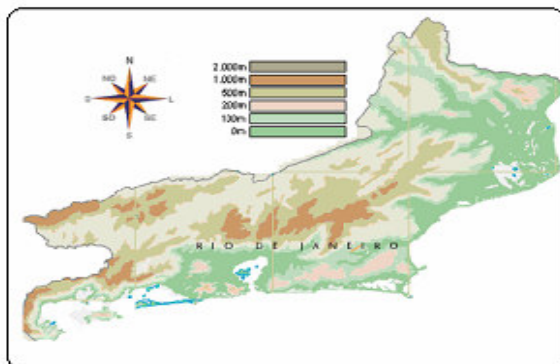 N
NO NE
S L
SO SE
S
2.000m
1.000m
500m
200m
100m
0m
RIO DE JANEIRO